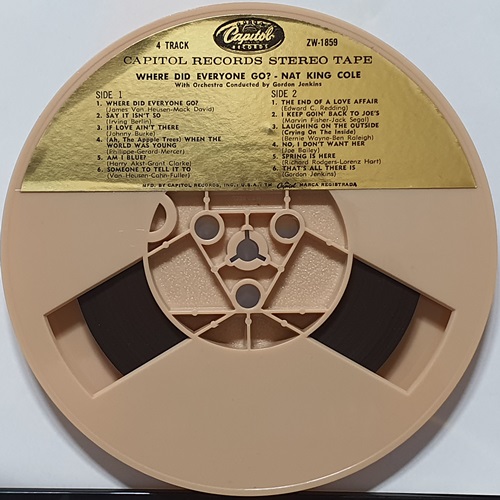 Capitol
RECORDS
4 TRACK
ZW-1859
CAPITOL RECORDS STEREO TAPE
WHERE DID EVERYONE GO? - NAT KING COLE
With Orchestra Conducted by Gordon Jenkins
SIDE 1
1. WHERE DID EVERYONE GO?
(James Van Heusen-Mack David)
2. SAY IT ISN'T SO
(Irving Berlin)
3. IF LOVE AIN'T THERE
(Johnny Burke)
4. (Ah, The Apple Trees) WHEN THE
WORLD WAS YOUNG
(Philippe-Gerard-Mercer)
5. AM I BLUE?
(Harry Akst-Grant Clarke)
6. SOMEONE TO TELL IT TO
(Van Heusen-Cahn-Fuller)
SIDE 2
1. THE END OF A LOVE AFFAIR
(Edward C. Redding)
2. I KEEP GOIN' BACK TO JOE'S
(Marvin Fisher-Jack Segal)
3. LAUGHING ON THE OUTSIDE
(Crying On The Inside)
(Bernie Wayne-Ben Raleigh)
4. NO, I DON'T WANT HER
(Joe Bailey)
5. SPRING IS HERE
(Richard Rodgers-Lorenz Hart)
6. THAT'S ALL THERE IS
(Gordon Jenkins)
MFD. BY CAPITOL RECORDS, INC., U.S.A. TM Capitol MARCA REGISTRADA